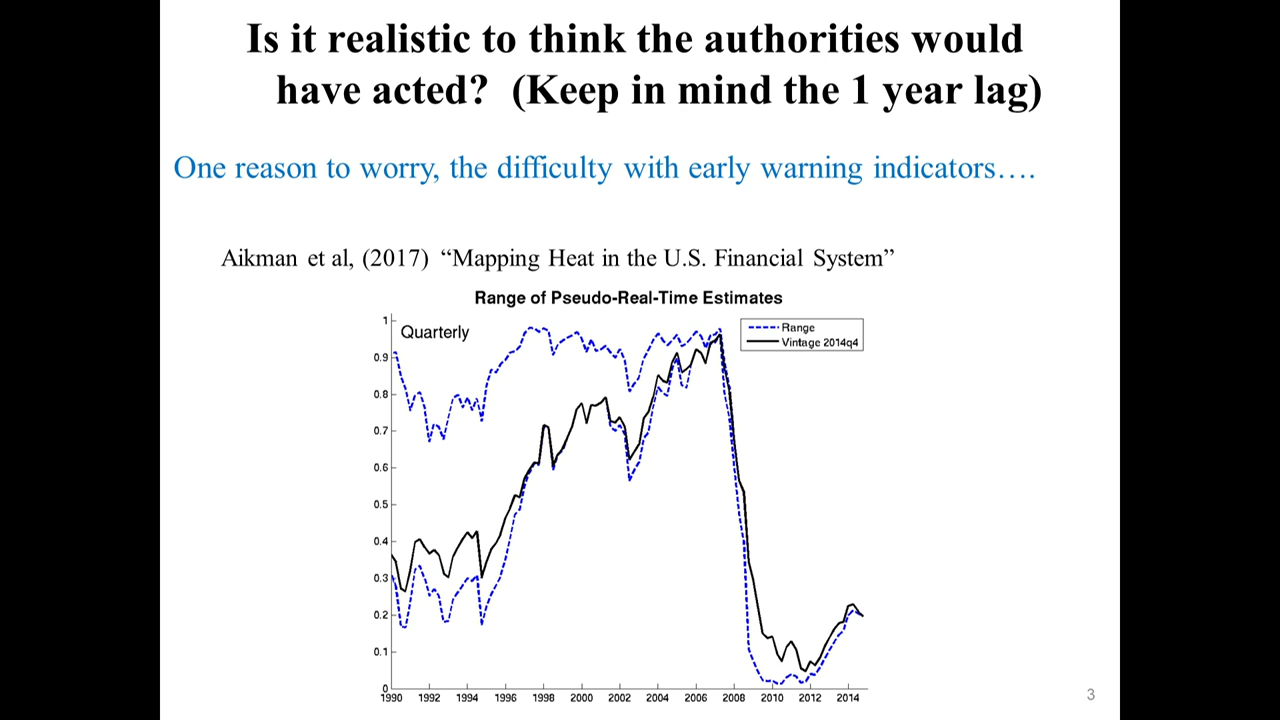 Is it realistic to think the authorities would
have acted? (Keep in mind the 1 year lag)
One reason to worry, the difficulty with early warning indicators….
Aikman et al, (2017) “Mapping Heat in the U.S. Financial System”
Range of Pseudo-Real-Time Estimates
Quarterly
Range
Vintage 2014q4
1
0.9
0.8
0.7
0.6
0.5
0.4
0.3
0.2
0.1
0
1990 1992 1994 1996 1998 2000 2002 2004 2006 2008 2010 2012 2014
3